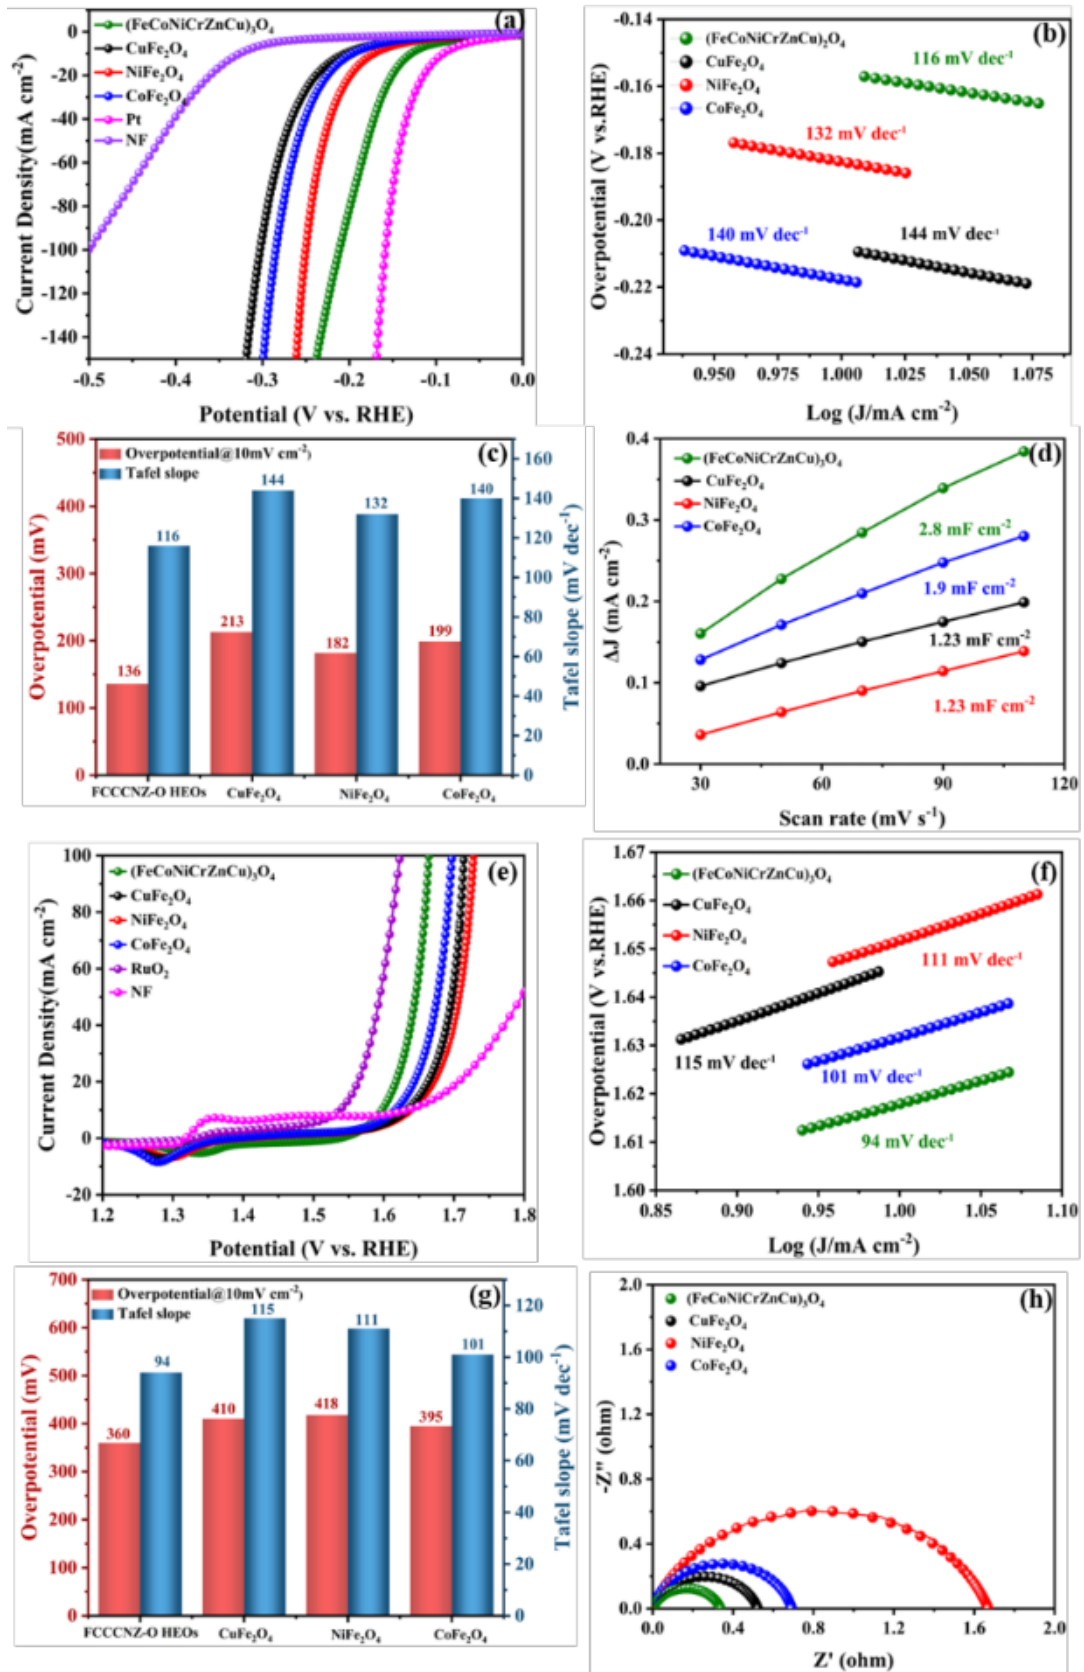 (a)
(FeCoNiCrZnCu)₃O₄
CuFe₂O₄
NiFe₂O₄
CoFe₂O₄
Pt
NF
0
-20
-40
-60
-80
-100
-120
-140
Current Density(mA cm⁻²)
-0.5 -0.4 -0.3 -0.2 -0.1 0.0
Potential (V vs. RHE)
(b)
(FeCoNiCrZnCu)₃O₄
CuFe₂O₄
NiFe₂O₄
CoFe₂O₄
116 mV dec⁻¹
132 mV dec⁻¹
140 mV dec⁻¹
144 mV dec⁻¹
-0.14
-0.16
-0.18
-0.20
-0.22
-0.24
Overpotential (V vs.RHE)
0.950 0.975 1.000 1.025 1.050 1.075
Log (J/mA cm⁻²)
(c)
Overpotential@10mV cm⁻²)
Tafel slope
500
400
300
200
100
0
Overpotential (mV)
136 116
213 144
182 132
199 140
160
140
120
100
80
60
40
20
0
Tafel slope (mV dec⁻¹)
FCCCNZ-O HEOs CuFe₂O₄ NiFe₂O₄ CoFe₂O₄
(d)
(FeCoNiCrZnCu)₃O₄
CuFe₂O₄
NiFe₂O₄
CoFe₂O₄
2.8 mF cm⁻²
1.9 mF cm⁻²
1.23 mF cm⁻²
1.23 mF cm⁻²
0.4
0.3
0.2
0.1
0.0
ΔJ (mA cm⁻²)
30 60 90 120
Scan rate (mV s⁻¹)
(e)
(FeCoNiCrZnCu)₃O₄
CuFe₂O₄
NiFe₂O₄
CoFe₂O₄
RuO₂
NF
100
80
60
40
20
0
-20
Current Density(mA cm⁻²)
1.2 1.3 1.4 1.5 1.6 1.7 1.8
Potential (V vs. RHE)
(f)
(FeCoNiCrZnCu)₃O₄
CuFe₂O₄
NiFe₂O₄
CoFe₂O₄
111 mV dec⁻¹
115 mV dec⁻¹
101 mV dec⁻¹
94 mV dec⁻¹
1.67
1.66
1.65
1.64
1.63
1.62
1.61
1.60
Overpotential (V vs.RHE)
0.85 0.90 0.95 1.00 1.05 1.10
Log (J/mA cm⁻²)
(g)
Overpotential@10mV cm⁻²)
Tafel slope
700
600
500
400
300
200
100
0
Overpotential (mV)
360 94
410 115
418 111
395 101
120
100
80
60
40
20
0
Tafel slope (mV dec⁻¹)
FCCCNZ-O HEOs CuFe₂O₄ NiFe₂O₄ CoFe₂O₄
(h)
(FeCoNiCrZnCu)₃O₄
CuFe₂O₄
NiFe₂O₄
CoFe₂O₄
2.0
1.8
1.2
0.6
0.0
-Z'' (ohm)
0.0 0.4 0.8 1.2 1.6 2.0
Z' (ohm)